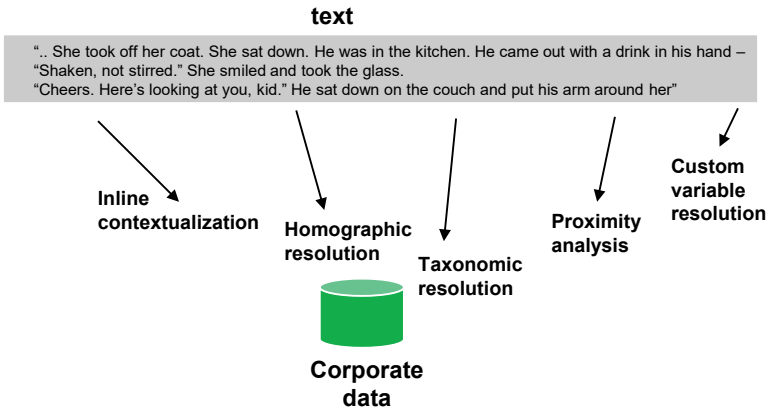 text
“.. She took off her coat. She sat down. He was in the kitchen. He came out with a drink in his hand –
“Shaken, not stirred.” She smiled and took the glass.
“Cheers. Here’s looking at you, kid.” He sat down on the couch and put his arm around her”
Inline
contextualization
Homographic
resolution
Taxonomic
resolution
Proximity
analysis
Custom
variable
resolution
Corporate
data